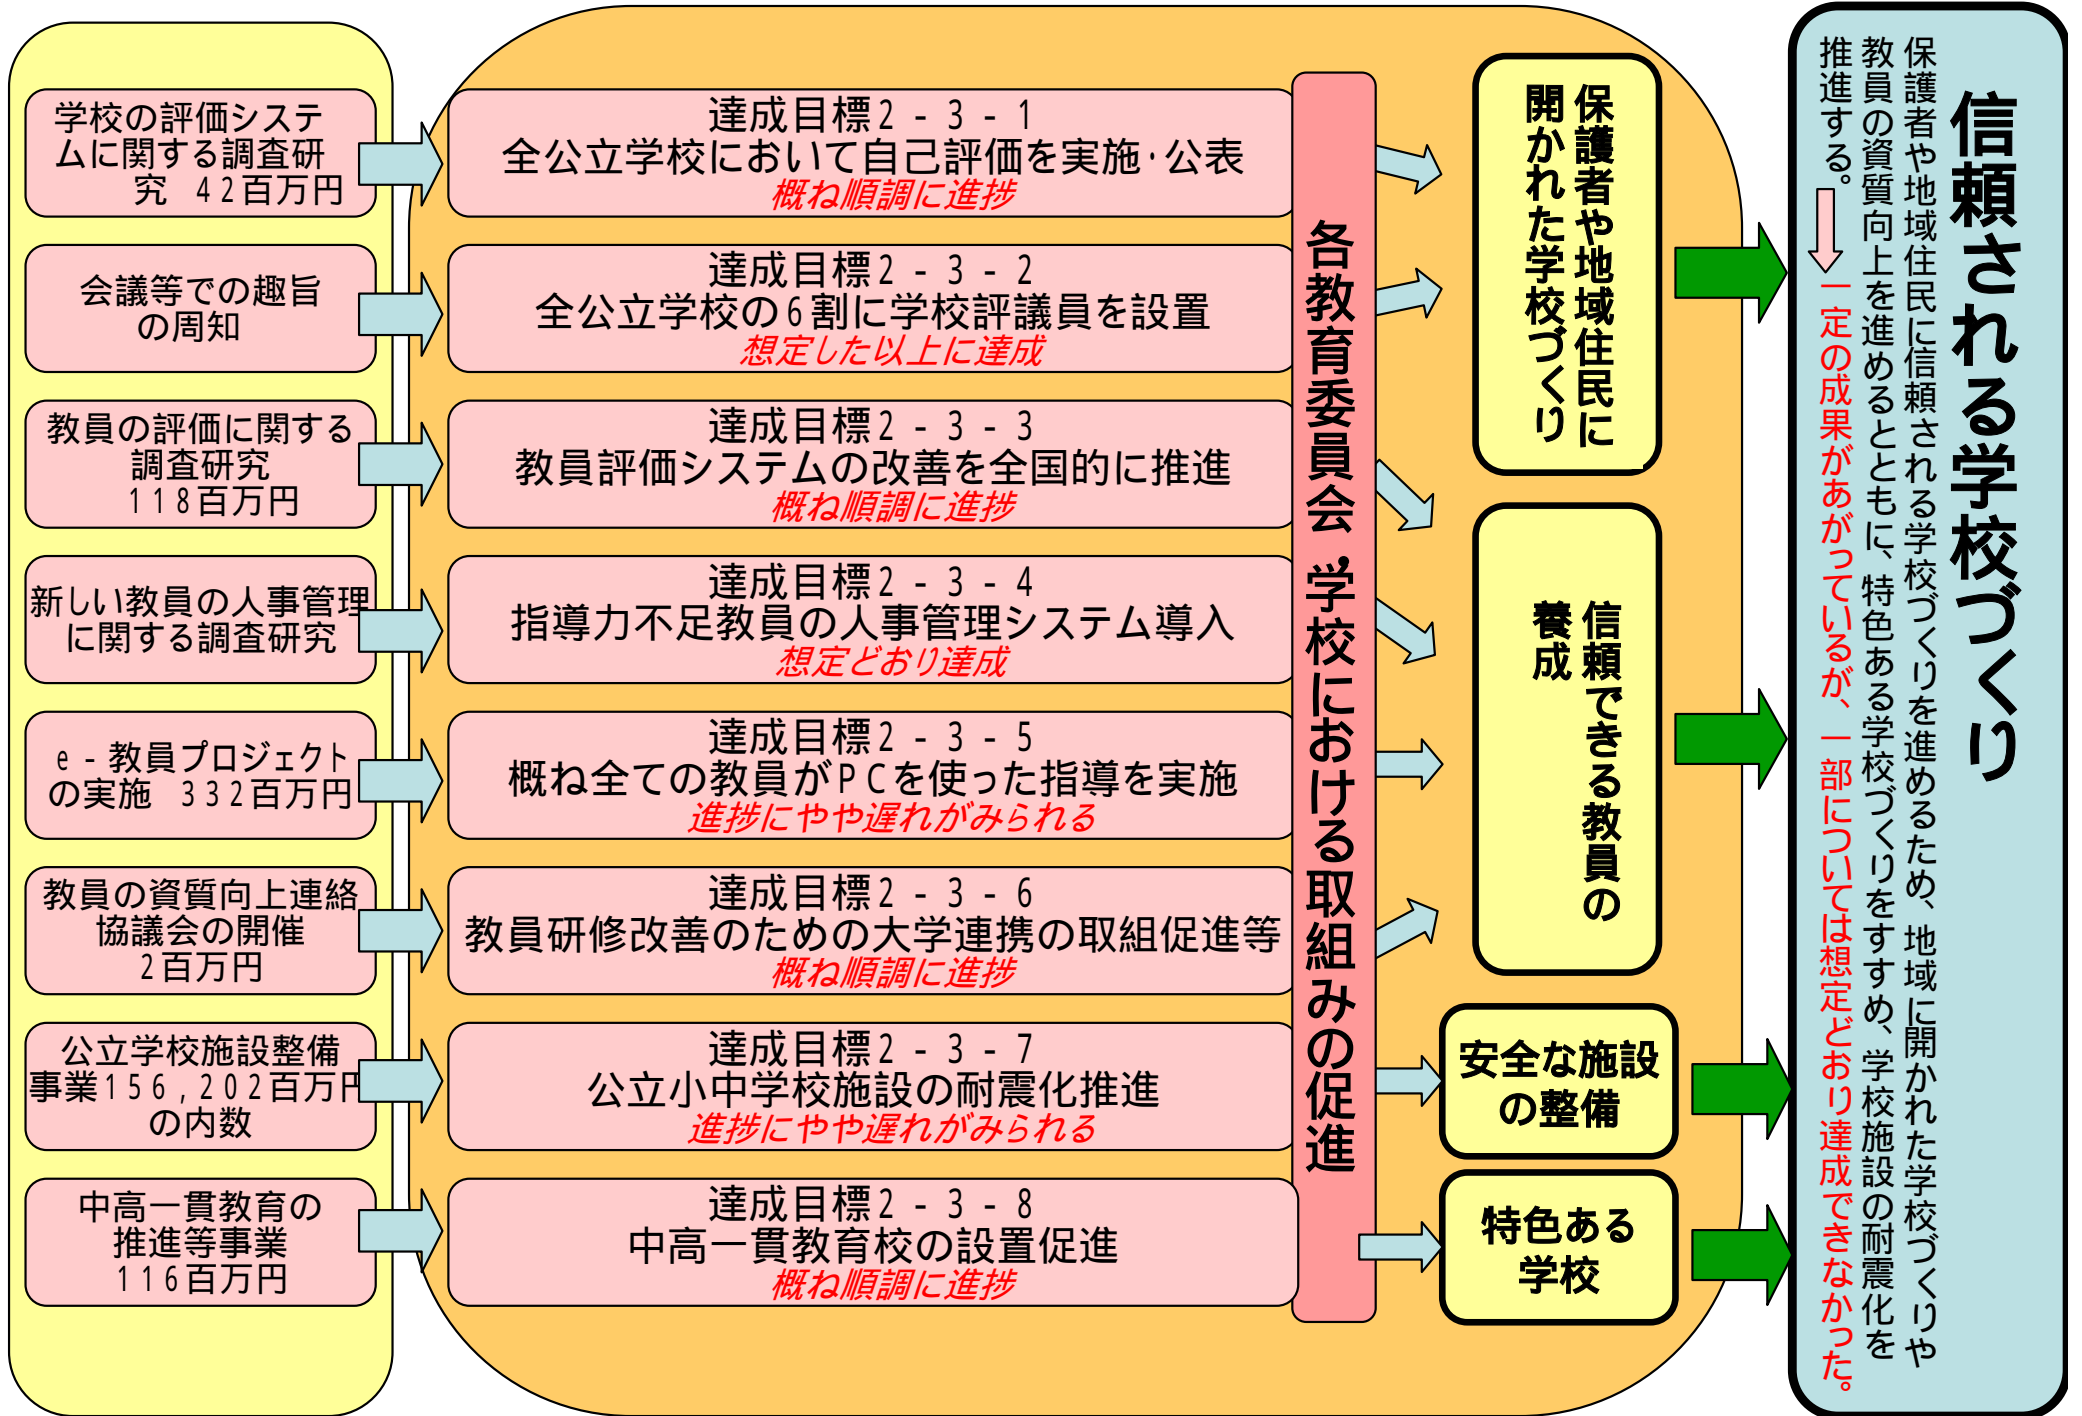 学校の評価システ
ムに関する調査研
究 42百万円
会議等での趣旨
の周知
教員の評価に関する
調査研究
118百万円
新しい教員の人事管理
に関する調査研究
e-教員プロジェクト
の実施 332百万円
教員の資質向上連絡
協議会の開催
2百万円
公立学校施設整備
事業156,202百万円
の内数
中高一貫教育の
推進等事業
116百万円
達成目標2-3-1
全公立学校において自己評価を実施・公表
概ね順調に進捗
達成目標2-3-2
全公立学校の6割に学校評議員を設置
想定した以上に達成
達成目標2-3-3
教員評価システムの改善を全国的に推進
概ね順調に進捗
達成目標2-3-4
指導力不足教員の人事管理システム導入
想定どおり達成
達成目標2-3-5
概ね全ての教員がPCを使った指導を実施
進捗にやや遅れがみられる
達成目標2-3-6
教員研修改善のための大学連携の取組促進等
概ね順調に進捗
達成目標2-3-7
公立小中学校施設の耐震化推進
進捗にやや遅れがみられる
達成目標2-3-8
中高一貫教育校の設置促進
概ね順調に進捗
各教育委員会,学校における取組みの促進
保護者や地域住民に
開かれた学校づくり
信頼できる教員の
養成
安全な施設
の整備
特色ある
学校
信頼される学校づくり
保護者や地域住民に信頼される学校づくりを進めるため、地域に開かれた学校づくりや
教員の資質向上を進めるとともに、特色ある学校づくりをすすめ、学校施設の耐震化を
推進する。
一定の成果があがっているが、一部については想定どおり達成できなかった。